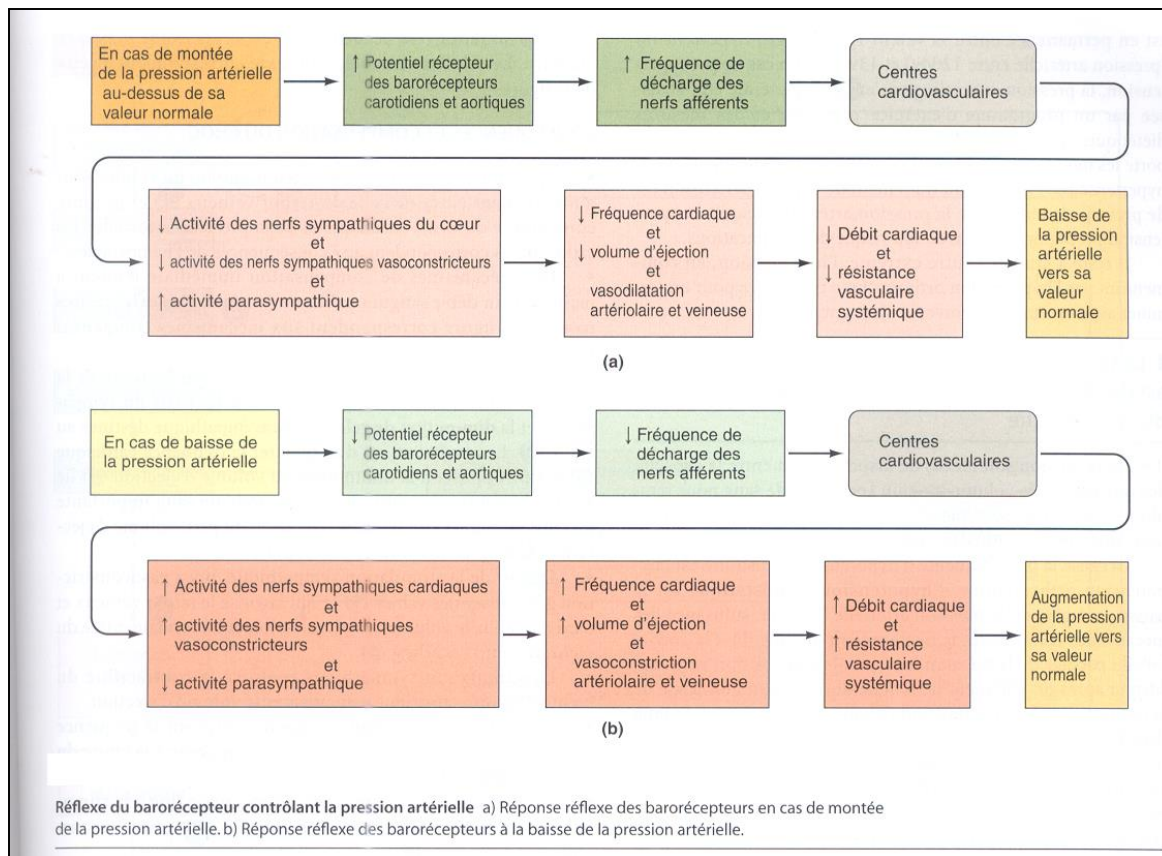 En cas de montée
de la pression artérielle
au-dessus de sa
valeur normale
↑ Potentiel récepteur
des barorécepteurs
carotidiens et aortiques
↑ Fréquence de
décharge des
nerfs afférents
Centres
cardiovasculaires
↓ Activité des nerfs sympathiques du cœur
et
↓ activité des nerfs sympathiques vasoconstricteurs
et
↑ activité parasympathique
↓ Fréquence cardiaque
et
↓ volume d'éjection
et
vasodilatation
artériolaire et veineuse
↓ Débit cardiaque
et
↓ résistance
vasculaire
systémique
Baisse de
la pression
artérielle
vers sa
valeur
normale
(a)
En cas de baisse de
la pression artérielle
↓ Potentiel récepteur
des barorécepteurs
carotidiens et aortiques
↓ Fréquence de
décharge des
nerfs afférents
Centres
cardiovasculaires
↑ Activité des nerfs sympathiques cardiaques
et
↑ activité des nerfs sympathiques
vasoconstricteurs
et
↓ activité parasympathique
↑ Fréquence cardiaque
et
↑ volume d'éjection
et
vasoconstriction
artériolaire et veineuse
↑ Débit cardiaque
et
↑ résistance
vasculaire
systémique
Augmentation
de la pression
artérielle vers
sa valeur
normale
(b)
Réflexe du barorécepteur contrôlant la pression artérielle a) Réponse réflexe des barorécepteurs en cas de montée
de la pression artérielle. b) Réponse réflexe des barorécepteurs à la baisse de la pression artérielle.